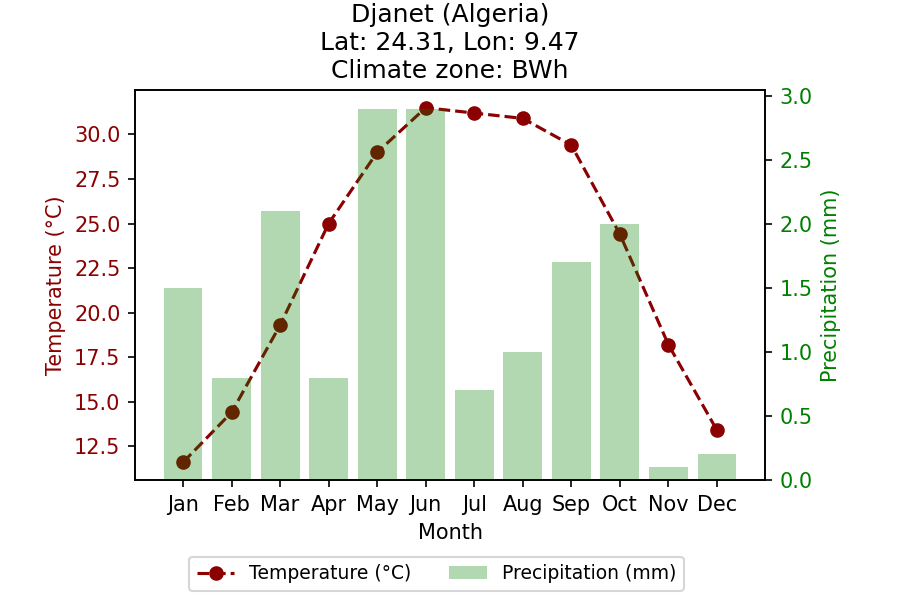 Djanet (Algeria)
Lat: 24.31, Lon: 9.47
Climate zone: BWh
Temperature (°C)
30.0
27.5
25.0
22.5
20.0
17.5
15.0
12.5
3.0
2.5
2.0
1.5
1.0
0.5
0.0
Precipitation (mm)
Jan Feb Mar Apr May Jun Jul Aug Sep Oct Nov Dec
Month
Temperature (°C) Precipitation (mm)